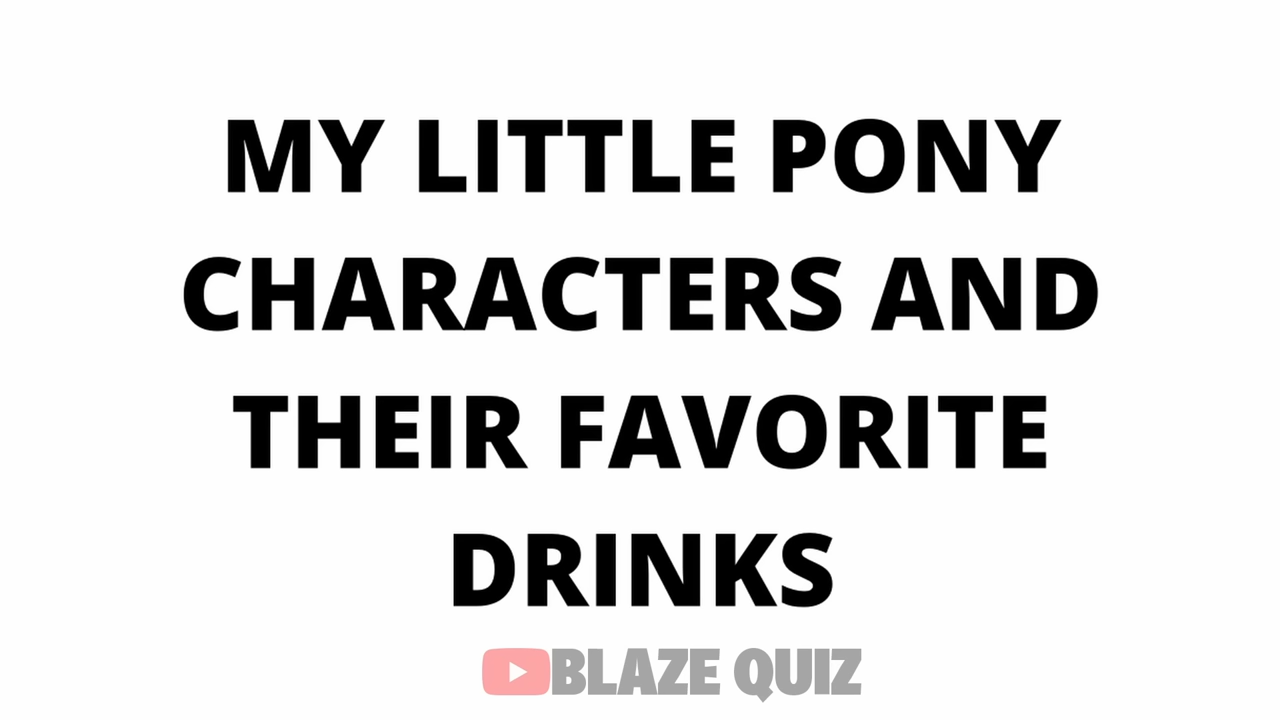 MY LITTLE PONY
CHARACTERS AND
THEIR FAVORITE
DRINKS
BLAZE QUIZ